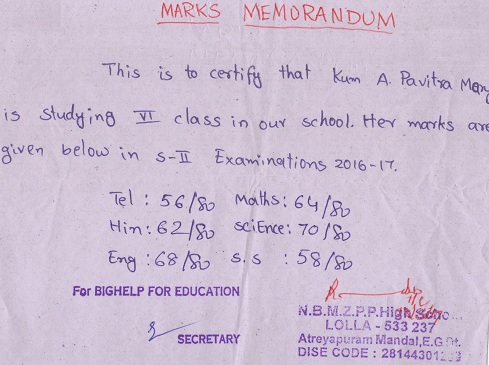 MARKS MEMORANDUM
This is to certify that Kum A. Pavitra
is studying VI class in our school. Her marks are
given below in S-II Examinations 2016-17.
Tel : 56/80 Maths: 64/80
Hin: 62/80 sciEnce: 70/80
Eng : 68/80 S.S : 58/80
For BIGHELP FOR EDUCATION
SECRETARY
N.B.M.Z.P.P.High
LOLLA - 533 237
Atreyapuram Mandal, E.G
DISE CODE : 28144301